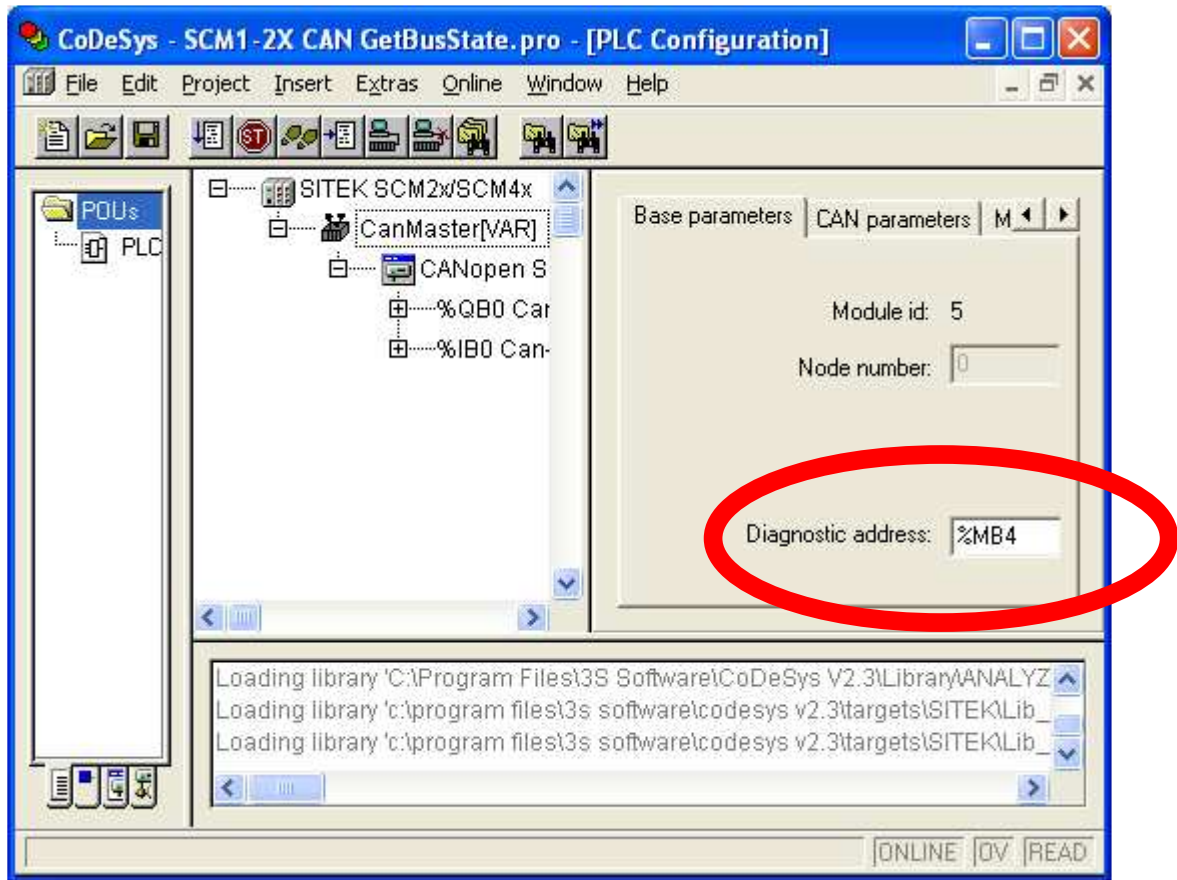 CoDeSys - SCM1-2X CAN GetBusState.pro - [PLC Configuration]
File Edit Project Insert Extras Online Window Help
POUs
PLC
SITEK SCM2x/SCM4x
CanMaster[VAR]
CANopen S
%QB0 Car
%IB0 Can-
Base parameters CAN parameters M
Module id: 5
Node number: 0
Diagnostic address: %MB4
Loading library 'C:\Program Files\3S Software\CoDeSys V2.3\Library\ANALYZ
Loading library 'c:\program files\3s software\codesys v2.3\targets\SITEK\Lib_
Loading library 'c:\program files\3s software\codesys v2.3\targets\SITEK\Lib_
ONLINE OV READ